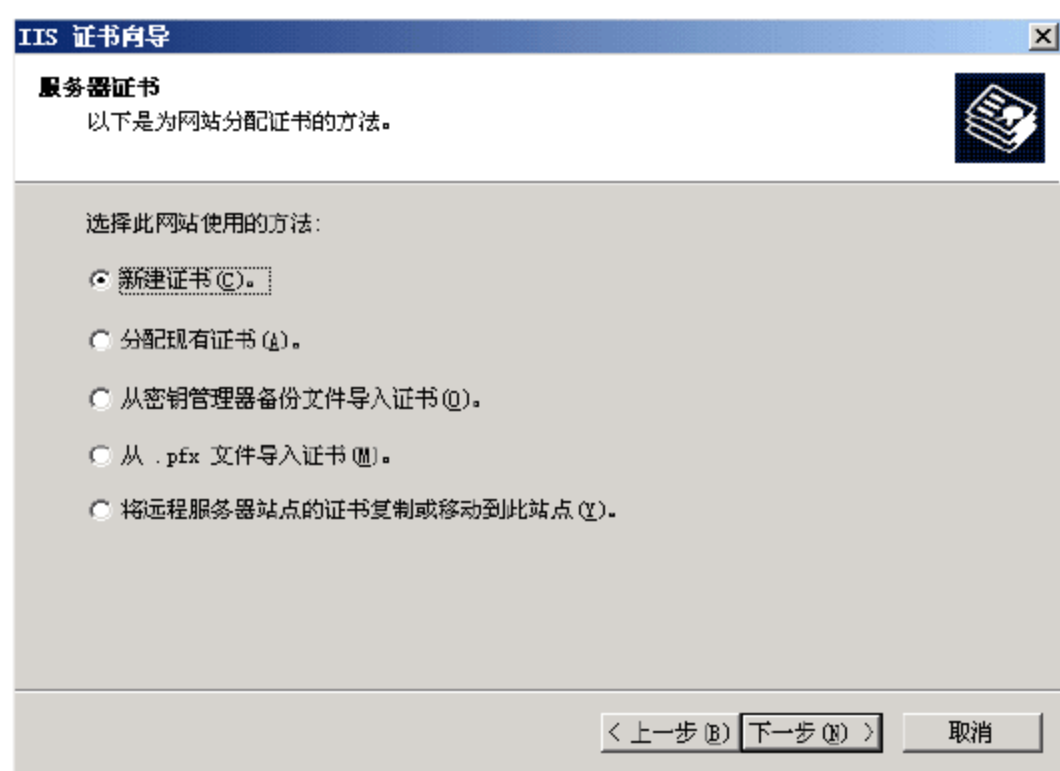 IIS 证书向导
服务器证书
以下是为网站分配证书的方法。
选择此网站使用的方法:
新建证书(C)。
分配现有证书(A)。
从密钥管理器备份文件导入证书(O)。
从 .pfx 文件导入证书(M)。
将远程服务器站点的证书复制或移动到此站点(Y)。
< 上一步(B) 下一步(N) > 取消